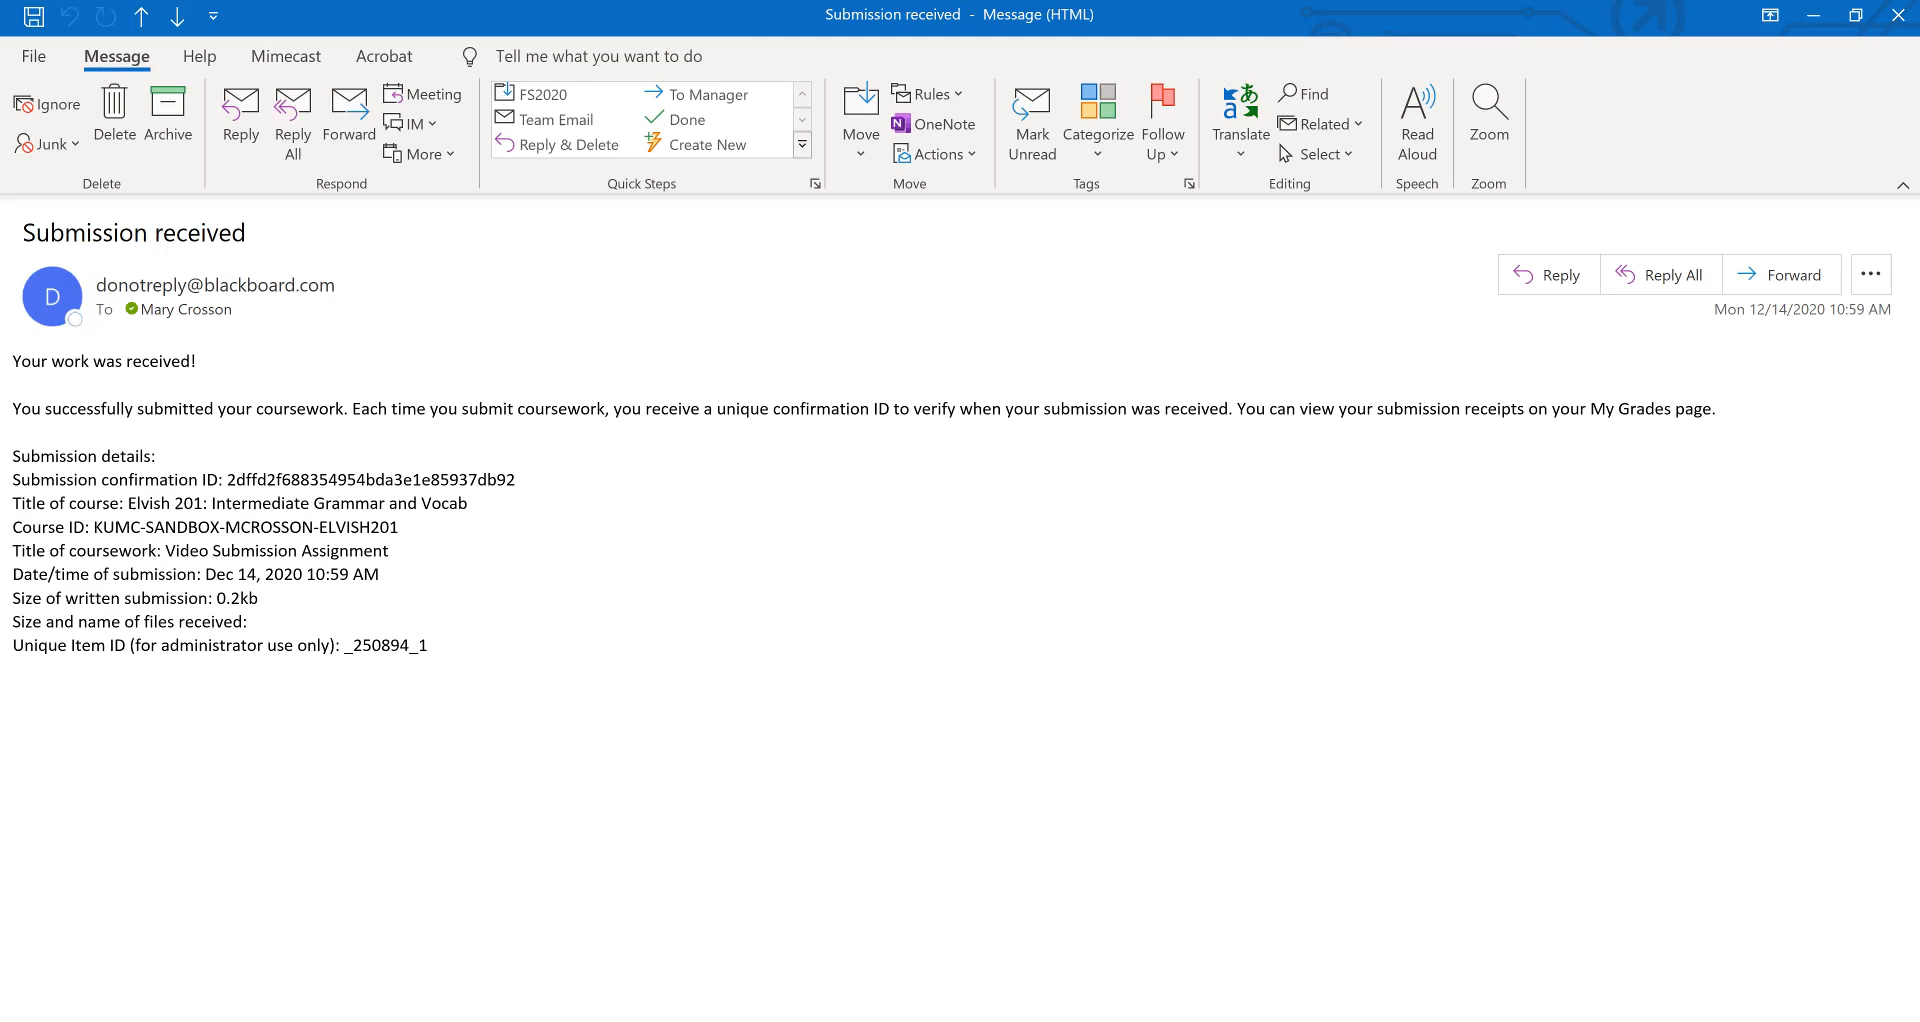 Submission received - Message (HTML)
File Message Help Mimecast Acrobat Tell me what you want to do
Ignore
Junk
Delete
Archive
Delete
Reply
Reply All
Forward
Meeting
IM
More
Respond
FS2020
Team Email
Reply & Delete
To Manager
Done
Create New
Quick Steps
Move
Rules
OneNote
Actions
Move
Mark Unread
Categorize
Follow Up
Tags
Translate
Find
Related
Select
Editing
Read Aloud
Speech
Zoom
Zoom
Submission received
D
donotreply@blackboard.com
To Mary Crosson
Reply Reply All Forward
Mon 12/14/2020 10:59 AM
Your work was received!
You successfully submitted your coursework. Each time you submit coursework, you receive a unique confirmation ID to verify when your submission was received. You can view your submission receipts on your My Grades page.
Submission details:
Submission confirmation ID: 2dffd2f688354954bda3e1e85937db92
Title of course: Elvish 201: Intermediate Grammar and Vocab
Course ID: KUMC-SANDBOX-MCROSSON-ELVISH201
Title of coursework: Video Submission Assignment
Date/time of submission: Dec 14, 2020 10:59 AM
Size of written submission: 0.2kb
Size and name of files received:
Unique Item ID (for administrator use only): _250894_1